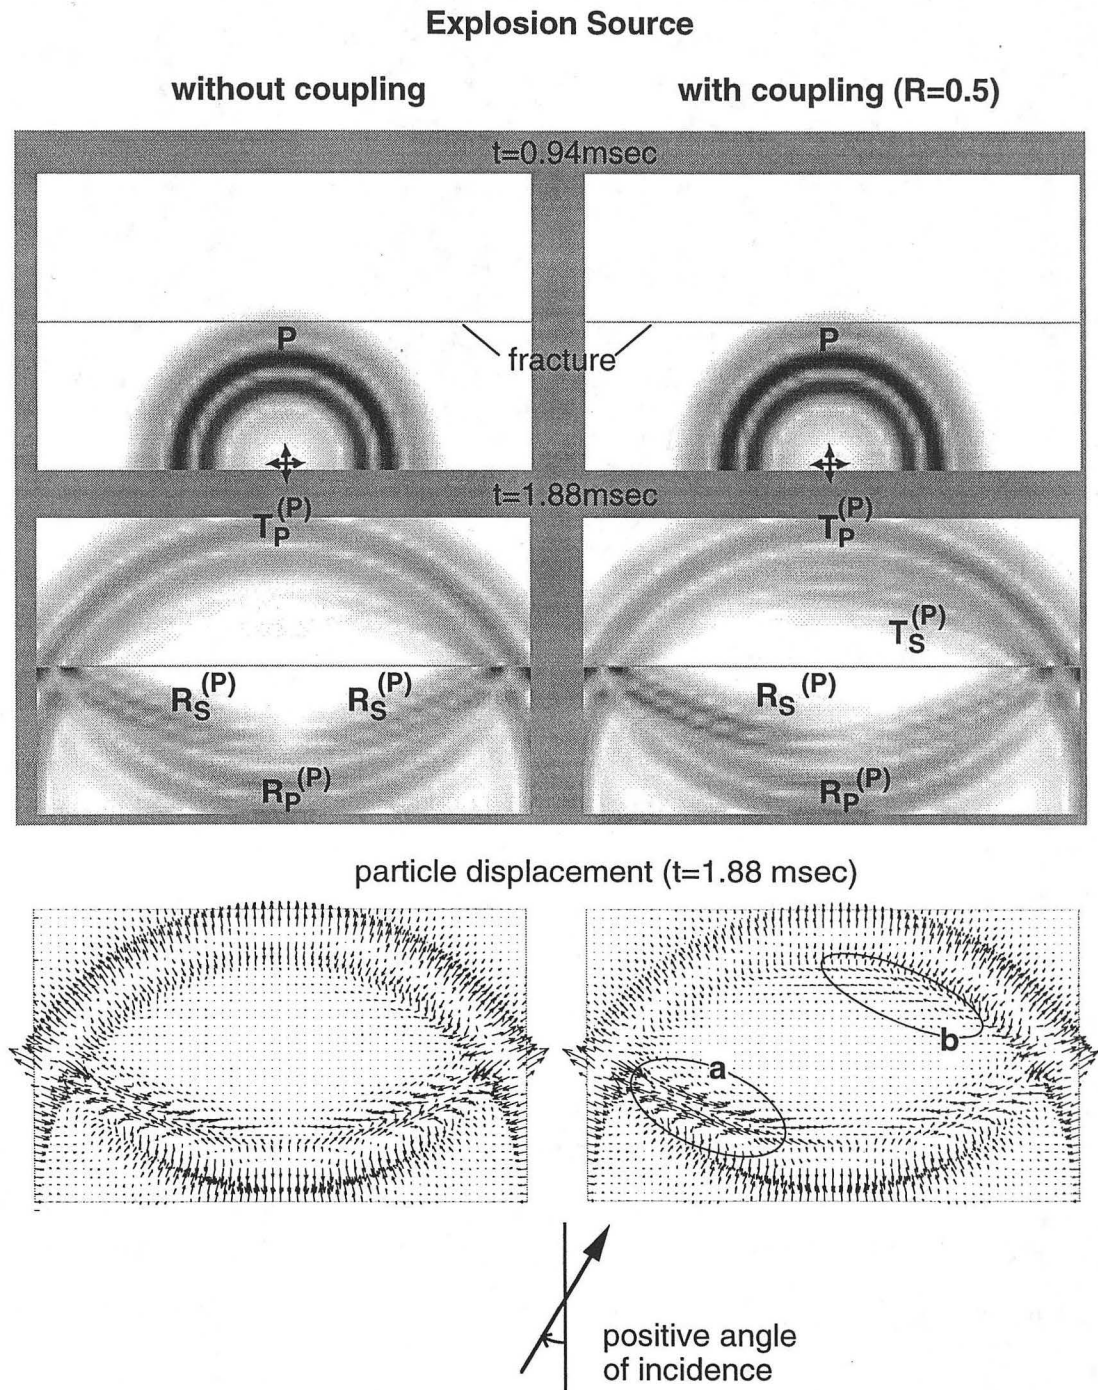 Explosion Source
without coupling
with coupling (R=0.5)
t=0.94msec
P
P
fracture
t=1.88msec
T_P^(P)
T_P^(P)
T_S^(P)
R_S^(P)
R_S^(P)
R_S^(P)
R_P^(P)
R_P^(P)
particle displacement (t=1.88 msec)
b
a
positive angle
of incidence